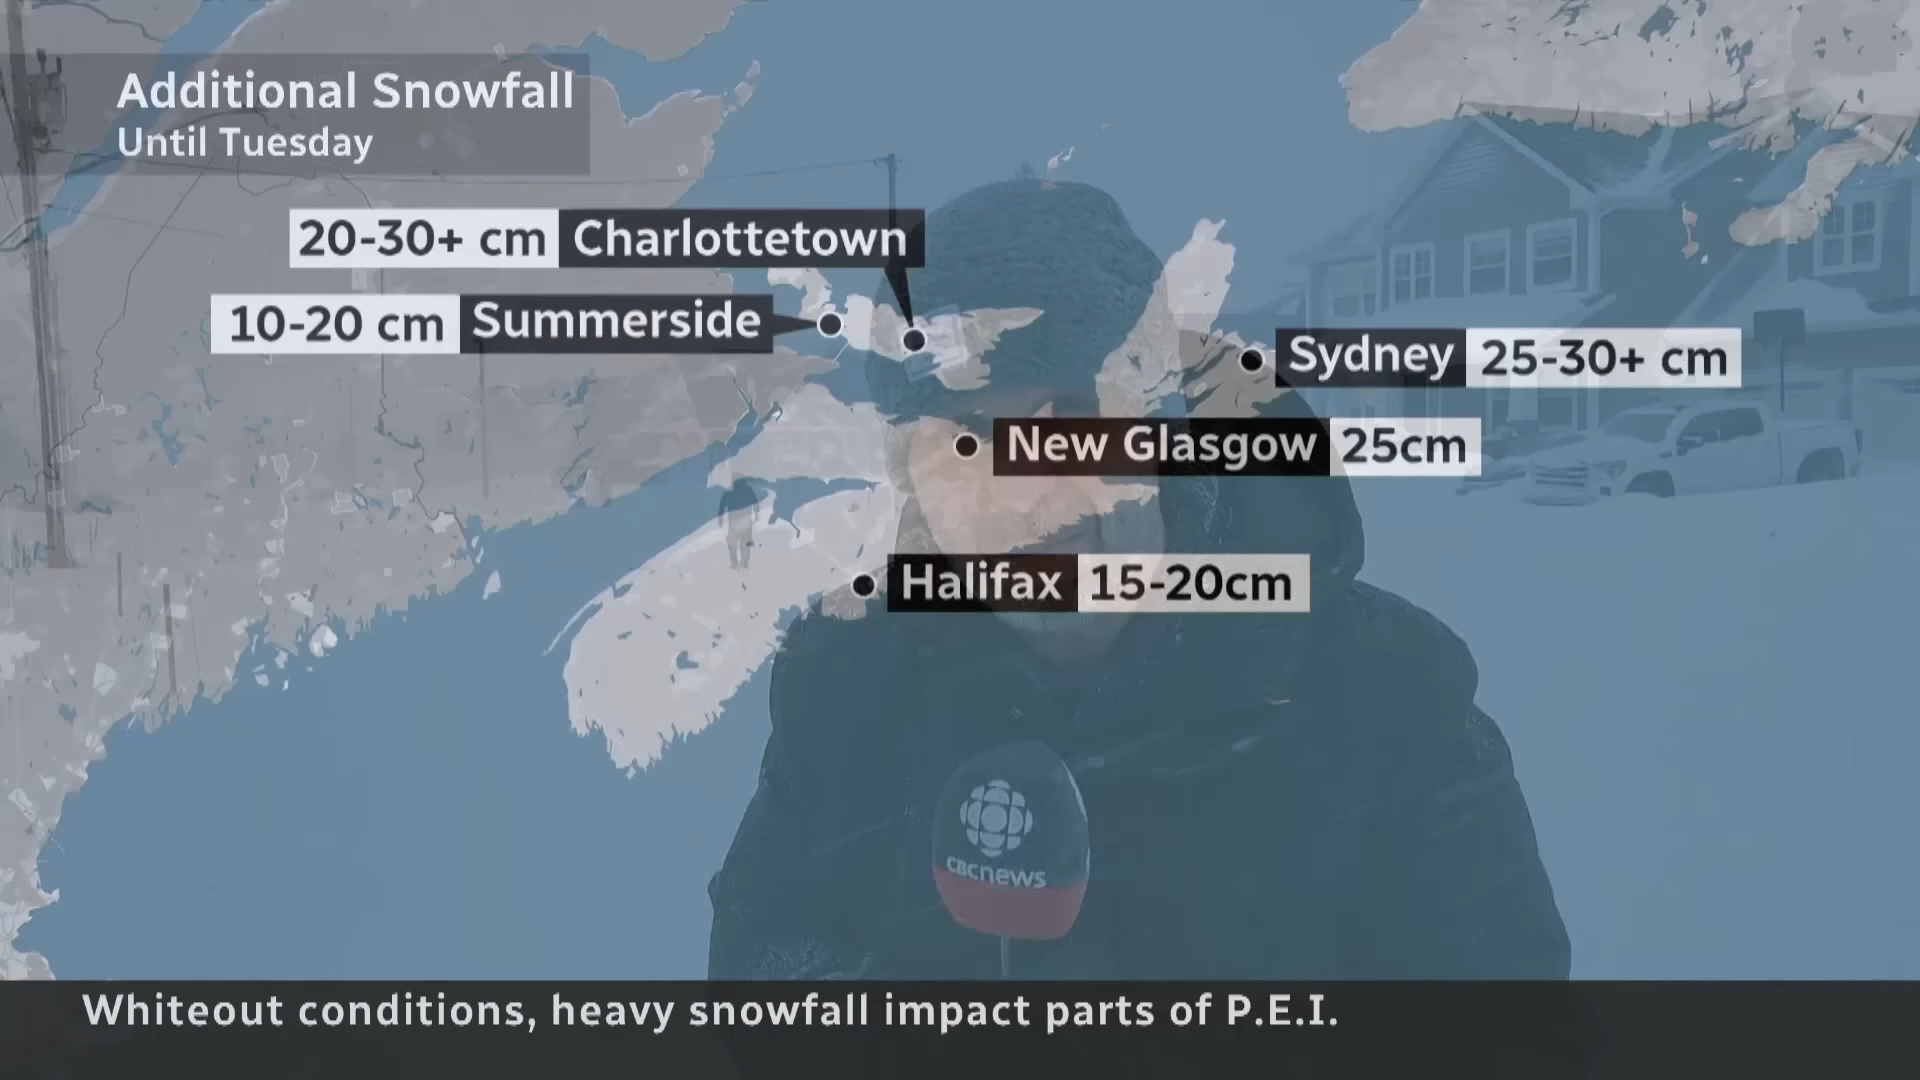 Additional Snowfall
Until Tuesday
20-30+ cm Charlottetown
10-20 cm Summerside
Sydney 25-30+ cm
New Glasgow 25cm
Halifax 15-20cm
CBCnews
Whiteout conditions, heavy snowfall impact parts of P.E.I.